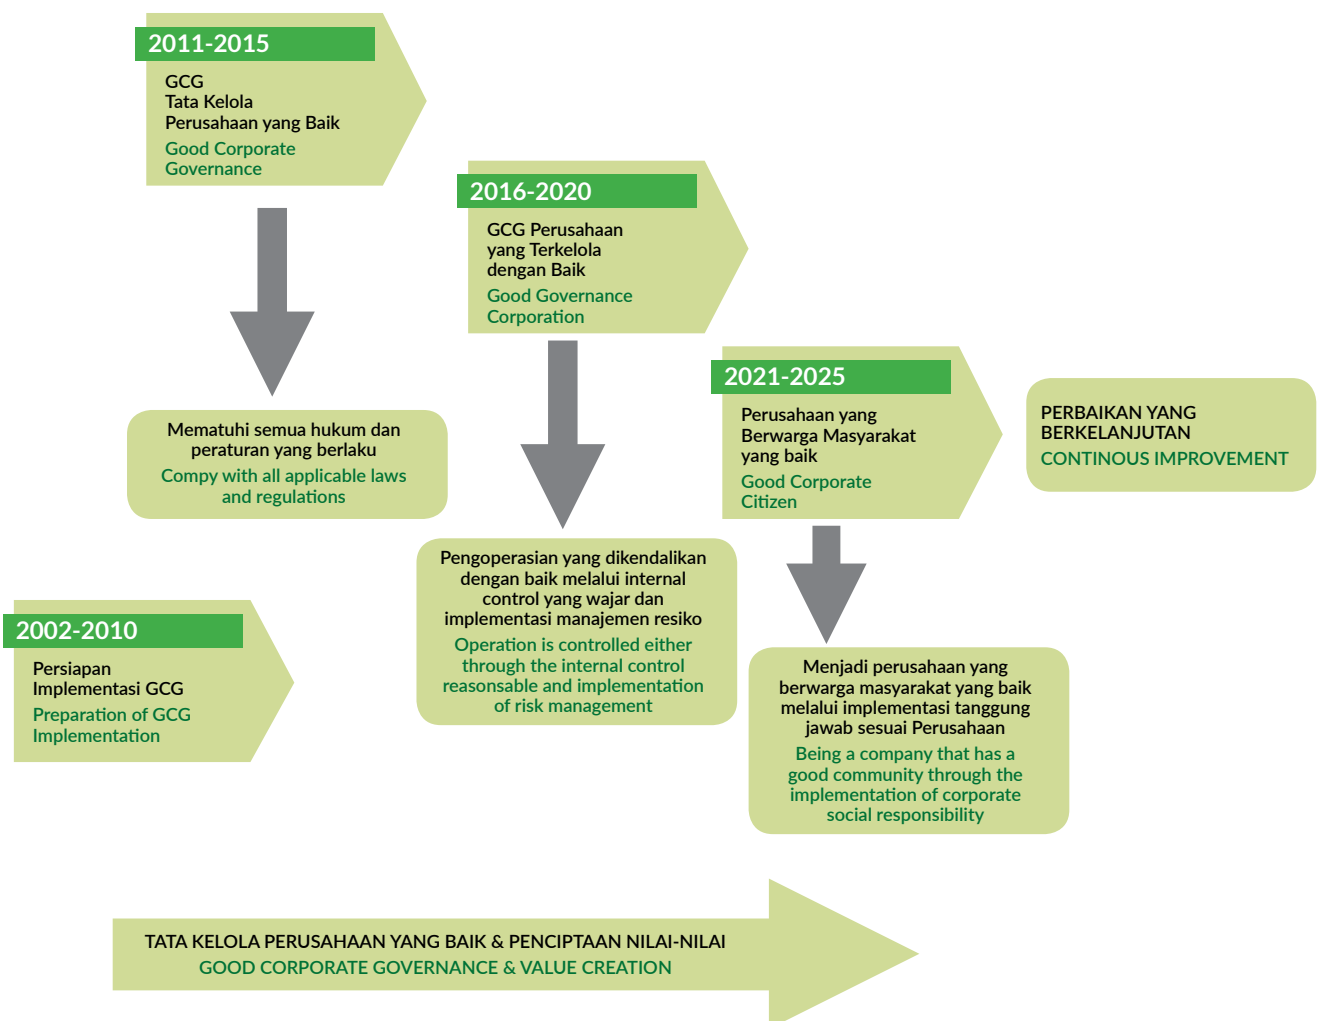 2011-2015
GCG
Tata Kelola
Perusahaan yang Baik
Good Corporate
Governance
2016-2020
GCG Perusahaan
yang Terkelola
dengan Baik
Good Governance
Corporation
2021-2025
Perusahaan yang
Berwarga Masyarakat
yang baik
Good Corporate
Citizen
PERBAIKAN YANG
BERKELANJUTAN
CONTINOUS IMPROVEMENT
Mematuhi semua hukum dan
peraturan yang berlaku
Compy with all applicable laws
and regulations
Pengoperasian yang dikendalikan
dengan baik melalui internal
control yang wajar dan
implementasi manajemen resiko
Operation is controlled either
through the internal control
reasonsable and implementation
of risk management
2002-2010
Persiapan
Implementasi GCG
Preparation of GCG
Implementation
Menjadi perusahaan yang
berwarga masyarakat yang baik
melalui implementasi tanggung
jawab sesuai Perusahaan
Being a company that has a
good community through the
implementation of corporate
social responsibility
TATA KELOLA PERUSAHAAN YANG BAIK & PENCIPTAAN NILAI-NILAI
GOOD CORPORATE GOVERNANCE & VALUE CREATION